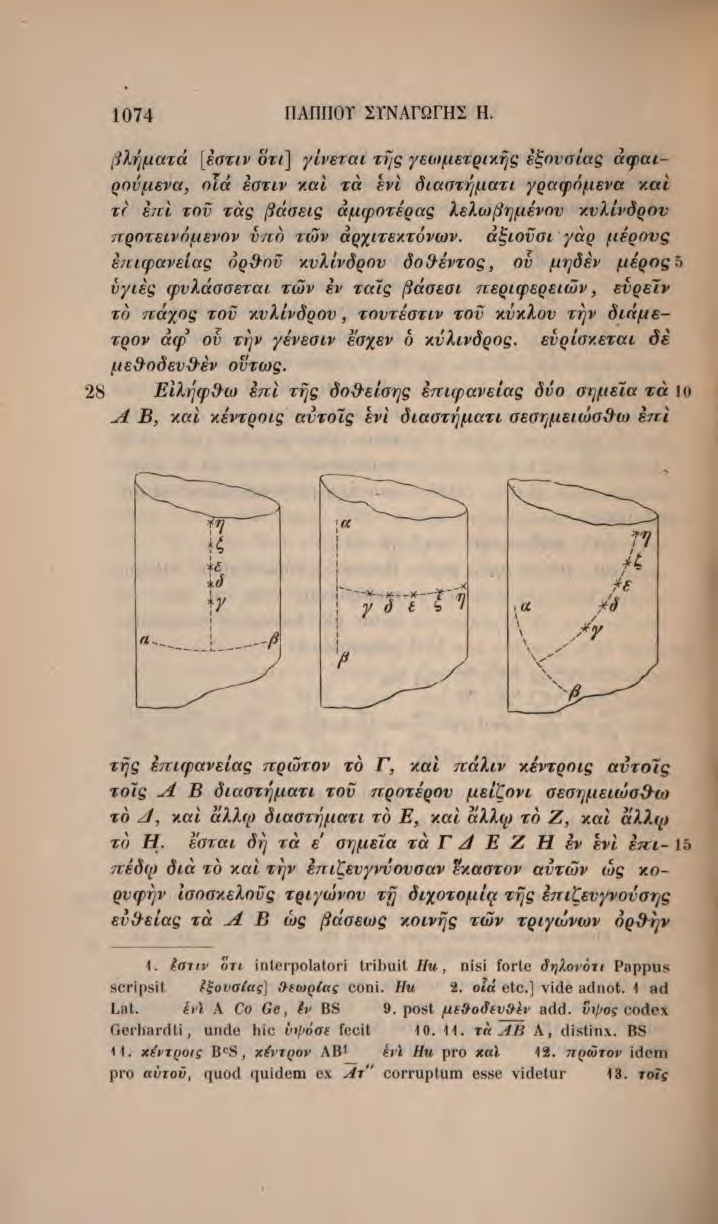 1074 ΠΑΠΠΟΥ ΣΥΝΑΓΩΓΗΣ Η.
βλήματά [ἐστιν ὅτι] γίνεται τῆς γεωμετρικῆς ἐξουσίας ἀφαι-
ρούμενα, οἷά ἐστιν καὶ τὰ ἑνὶ διαστήματι γραφόμενα καὶ
τὸ ἐπὶ τοῦ τὰς βάσεις ἀμφοτέρας λελωβημένου κυλίνδρου
προτεινόμενον ὑπὸ τῶν ἀρχιτεκτόνων. ἀξιοῦσι γὰρ μέρους
ἐπιφανείας ὀρθοῦ κυλίνδρου δοθέντος, οὗ μηδὲν μέρος 5
ὑγιὲς φυλάσσεται τῶν ἐν ταῖς βάσεσι περιφερειῶν, εὑρεῖν
τὸ πάχος τοῦ κυλίνδρου, τουτέστιν τοῦ κύκλου τὴν διάμε-
τρον ἀφ' οὗ τὴν γένεσιν ἔσχεν ὁ κύλινδρος. εὑρίσκεται δὲ
μεθοδευθὲν οὕτως.
28 Εἰλήφθω ἐπὶ τῆς δοθείσης ἐπιφανείας δύο σημεῖα τὰ 10
Α Β, καὶ κέντροις αὐτοῖς ἑνὶ διαστήματι σεσημειώσθω ἐπὶ
η ζ ε δ γ α β
α γ δ ε ζ η β
η ζ ε δ γ α β
τῆς ἐπιφανείας πρῶτον τὸ Γ, καὶ πάλιν κέντροις αὐτοῖς
τοῖς Α Β διαστήματι τοῦ προτέρου μείζονι σεσημειώσθω
τὸ Δ, καὶ ἄλλῳ διαστήματι τὸ Ε, καὶ ἄλλῳ τὸ Ζ, καὶ ἄλλῳ
τὸ Η. ἔσται δὴ τὰ ε' σημεῖα τὰ Γ Δ Ε Ζ Η ἐν ἑνὶ ἐπι- 15
πέδῳ διὰ τὸ καὶ τὴν ἐπιζευγνύουσαν ἕκαστον αὐτῶν ὡς κο-
ρυφὴν ἰσοσκελοῦς τριγώνου τῇ διχοτομίᾳ τῆς ἐπιζευγνούσης
εὐθείας τὰ Α Β ὡς βάσεως κοινῆς τῶν τριγώνων ὀρθὴν
1. ἐστιν ὅτι interpolatori tribuit Hu, nisi forte δηλονότι Pappus
scripsit ἐξουσίας] θεωρίας coni. Hu 2. οἷά etc.] vide adnot. 1 ad
Lat. ἑνὶ A Co Ge, ἐν BS 9. post μεθοδευθὲν add. ὕψος codex
Gerhardti, unde hic ὑψόσε fecit 10. 11. τὰ ΑΒ A, distinx. BS
11. κέντροις BᶜS, κέντρον AB¹ ἑνὶ Hu pro καὶ 12. πρῶτον idem
pro αὐτοῦ, quod quidem ex Ατ'' corruptum esse videtur 13. τοῖς